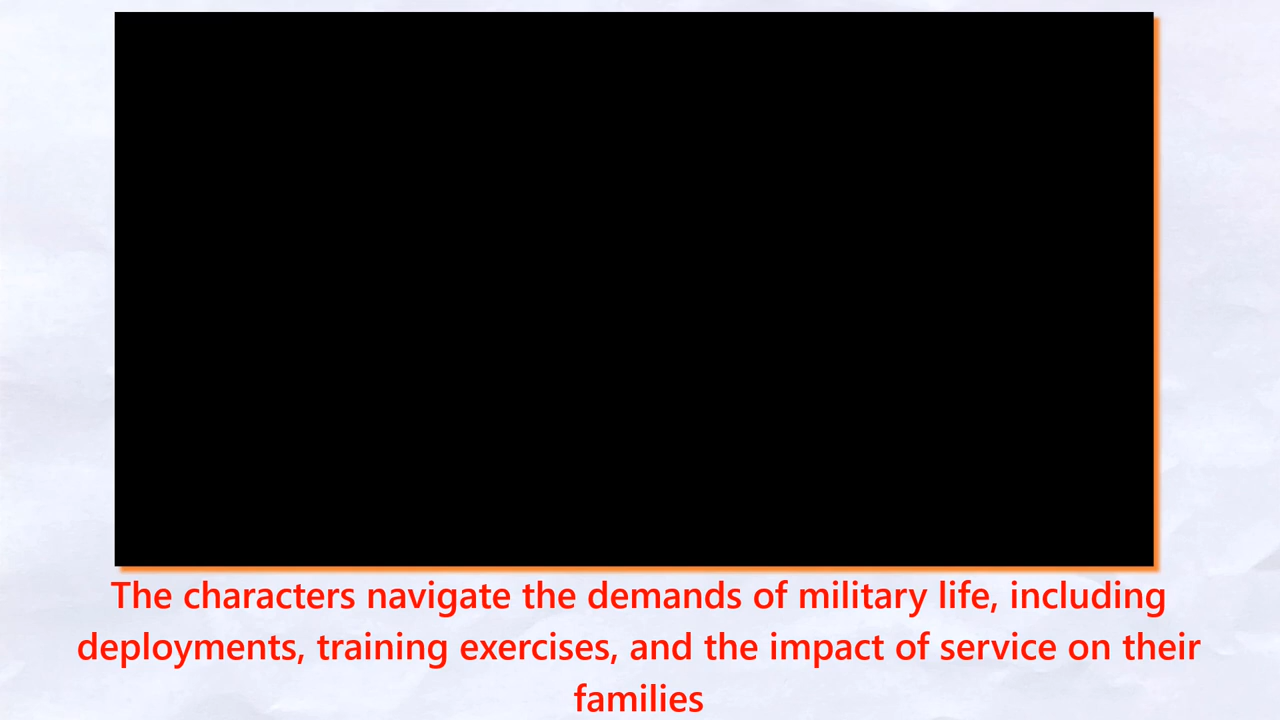 The characters navigate the demands of military life, including
deployments, training exercises, and the impact of service on their
families